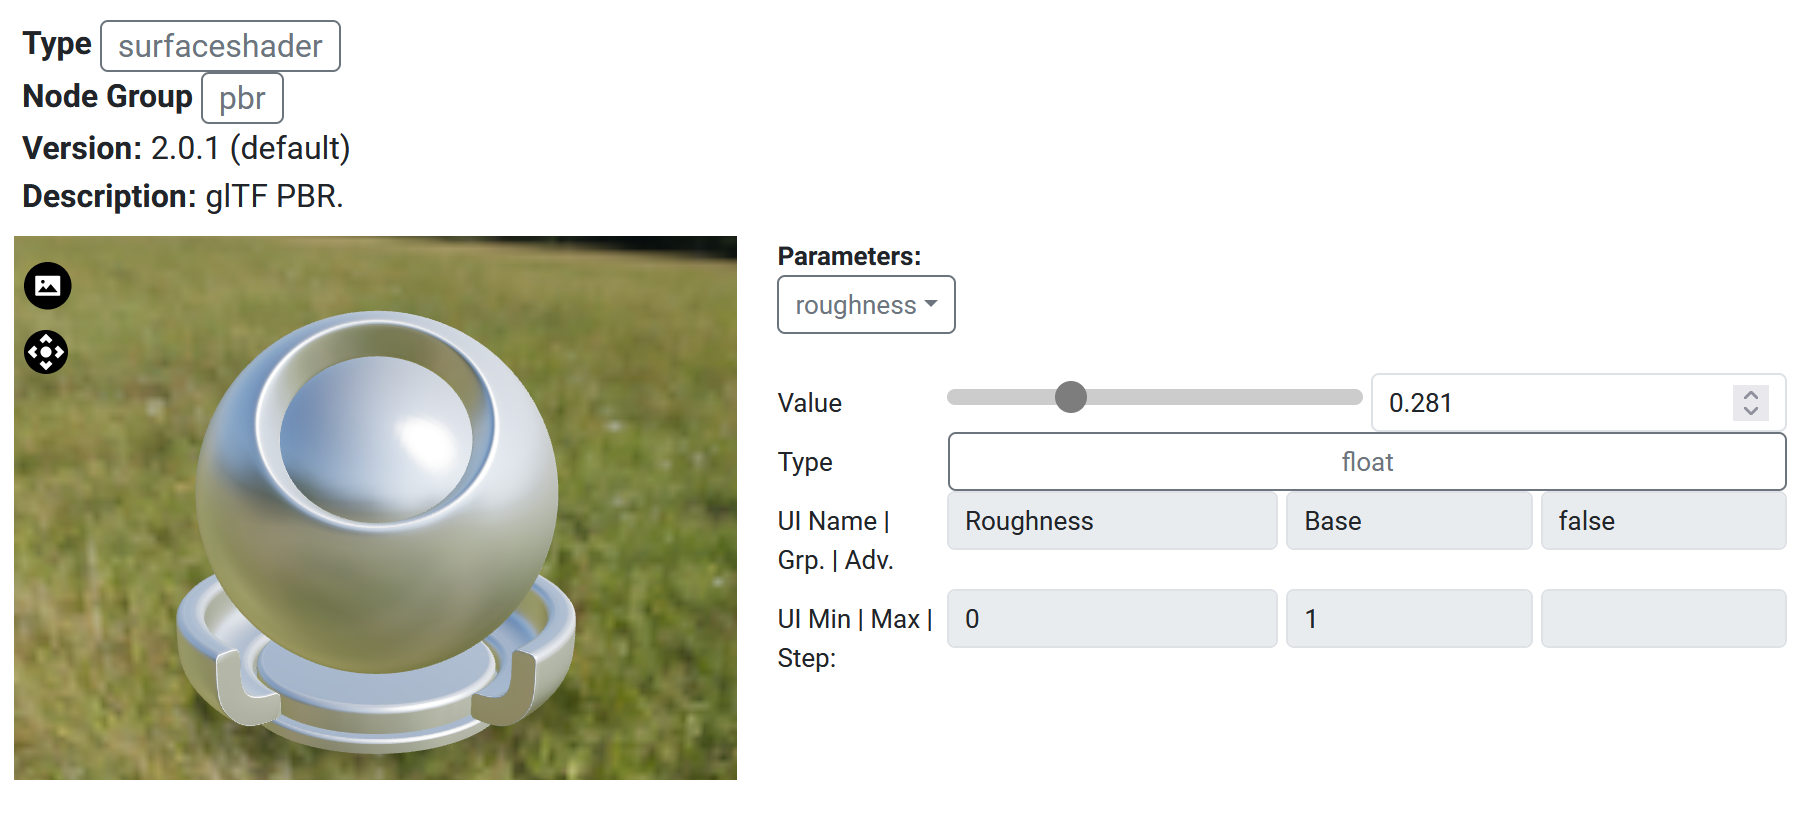 Type surfaceshader
Node Group pbr
Version: 2.0.1 (default)
Description: glTF PBR.
Parameters:
roughness
Value 0.281
Type float
UI Name | Roughness Base false
Grp. | Adv.
UI Min | Max | 0 1
Step: